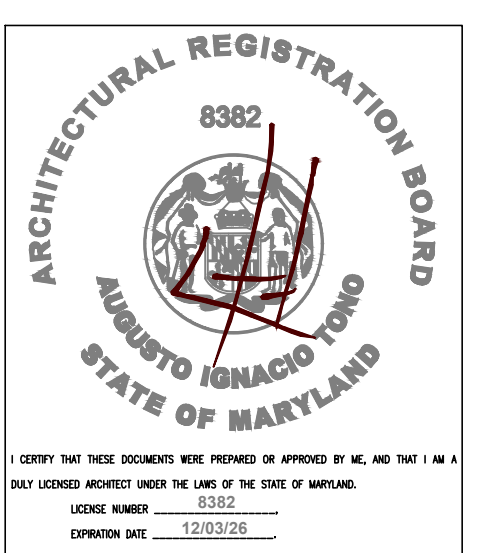 ARCHITECTURAL REGISTRATION BOARD
8382
AUGUSTO IGNACIO TONO
STATE OF MARYLAND
I CERTIFY THAT THESE DOCUMENTS WERE PREPARED OR APPROVED BY ME, AND THAT I AM A
DULY LICENSED ARCHITECT UNDER THE LAWS OF THE STATE OF MARYLAND.
LICENSE NUMBER 8382,
EXPIRATION DATE 12/03/26.